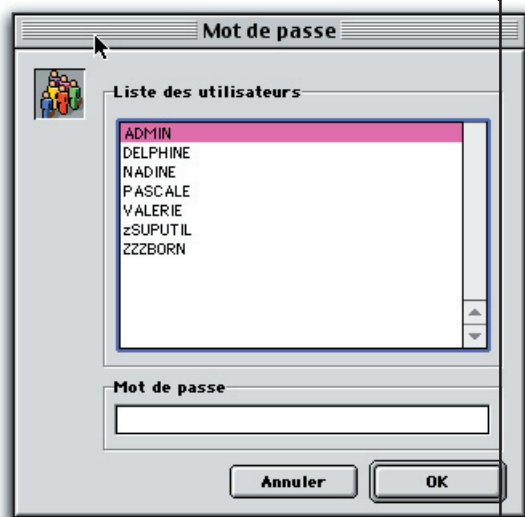 Mot de passe
Liste des utilisateurs
ADMIN
DELPHINE
NADINE
PASCALE
VALERIE
zSUPUTIL
ZZZBORN
Mot de passe
Annuler
OK